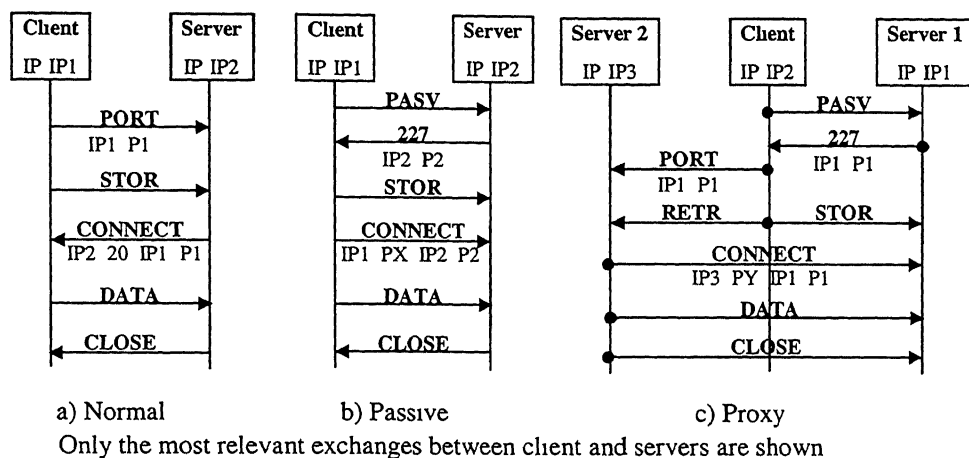 Client Server
IP IP1 IP IP2
PORT
IP1 P1
STOR
CONNECT
IP2 20 IP1 P1
DATA
CLOSE
a) Normal
Client Server
IP IP1 IP IP2
PASV
227
IP2 P2
STOR
CONNECT
IP1 PX IP2 P2
DATA
CLOSE
b) Passive
Server 2 Client Server 1
IP IP3 IP IP2 IP IP1
PASV
227
IP1 P1
PORT
IP1 P1
RETR STOR
CONNECT
IP3 PY IP1 P1
DATA
CLOSE
c) Proxy
Only the most relevant exchanges between client and servers are shown